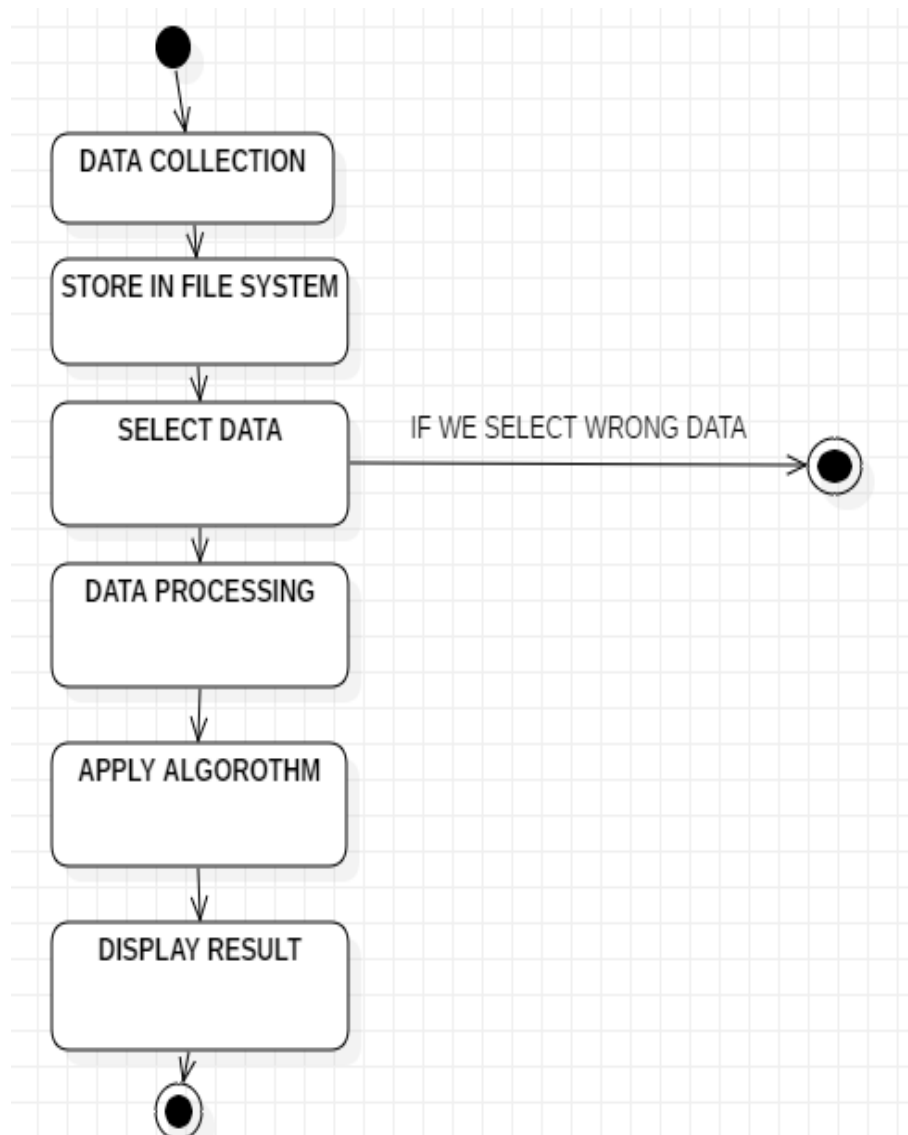 DATA COLLECTION
STORE IN FILE SYSTEM
SELECT DATA
IF WE SELECT WRONG DATA
DATA PROCESSING
APPLY ALGOROTHM
DISPLAY RESULT